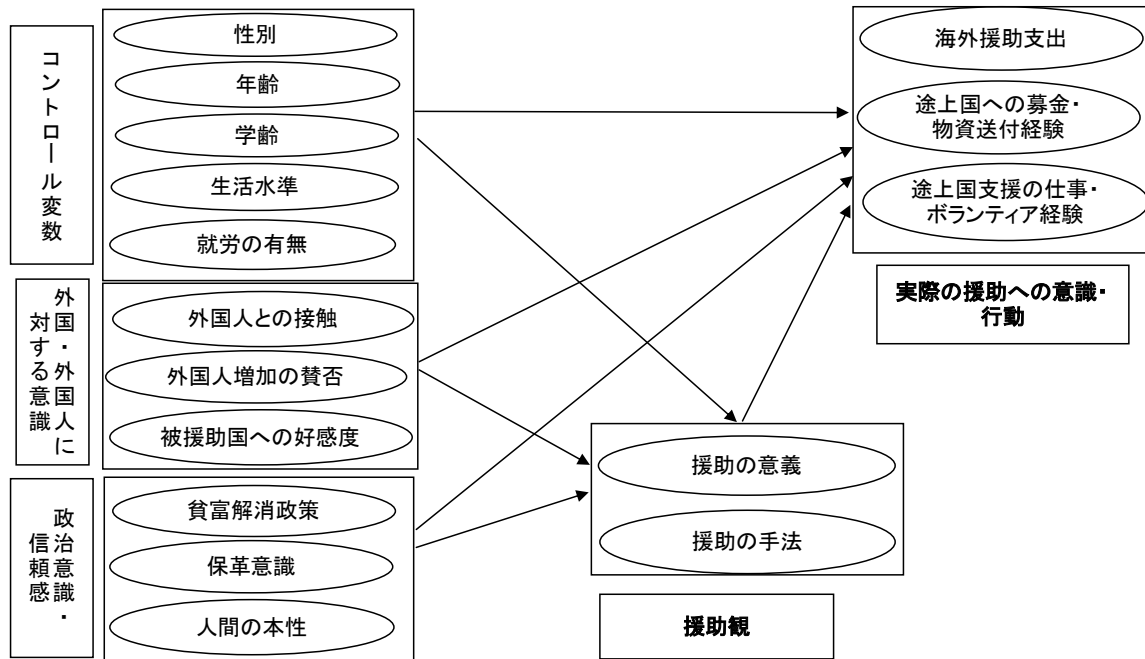 コントロール変数
性別
年齢
学齢
生活水準
就労の有無
外国・外国人に
対する意識
外国人との接触
外国人増加の賛否
被援助国への好感度
政治意識・
信頼感
貧富解消政策
保革意識
人間の本性
海外援助支出
途上国への募金・
物資送付経験
途上国支援の仕事・
ボランティア経験
実際の援助への意識・
行動
援助の意義
援助の手法
援助観